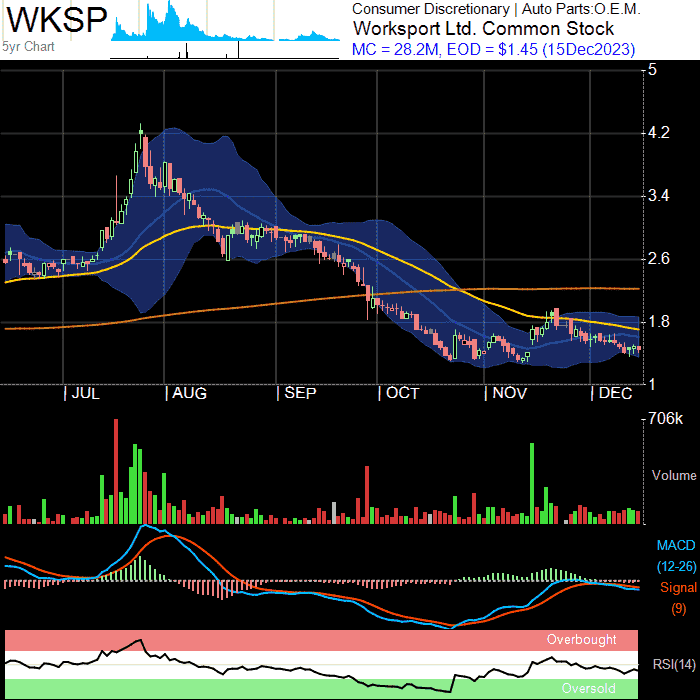 WKSP
5yr Chart
Consumer Discretionary | Auto Parts:O.E.M.
Worksport Ltd. Common Stock
MC = 28.2M, EOD = $1.45 (15Dec2023)
5
4.2
3.4
2.6
1.8
1
| JUL | AUG | SEP | OCT | NOV | DEC
706k
Volume
MACD
(12-26)
Signal
(9)
Overbought
RSI(14)
Oversold